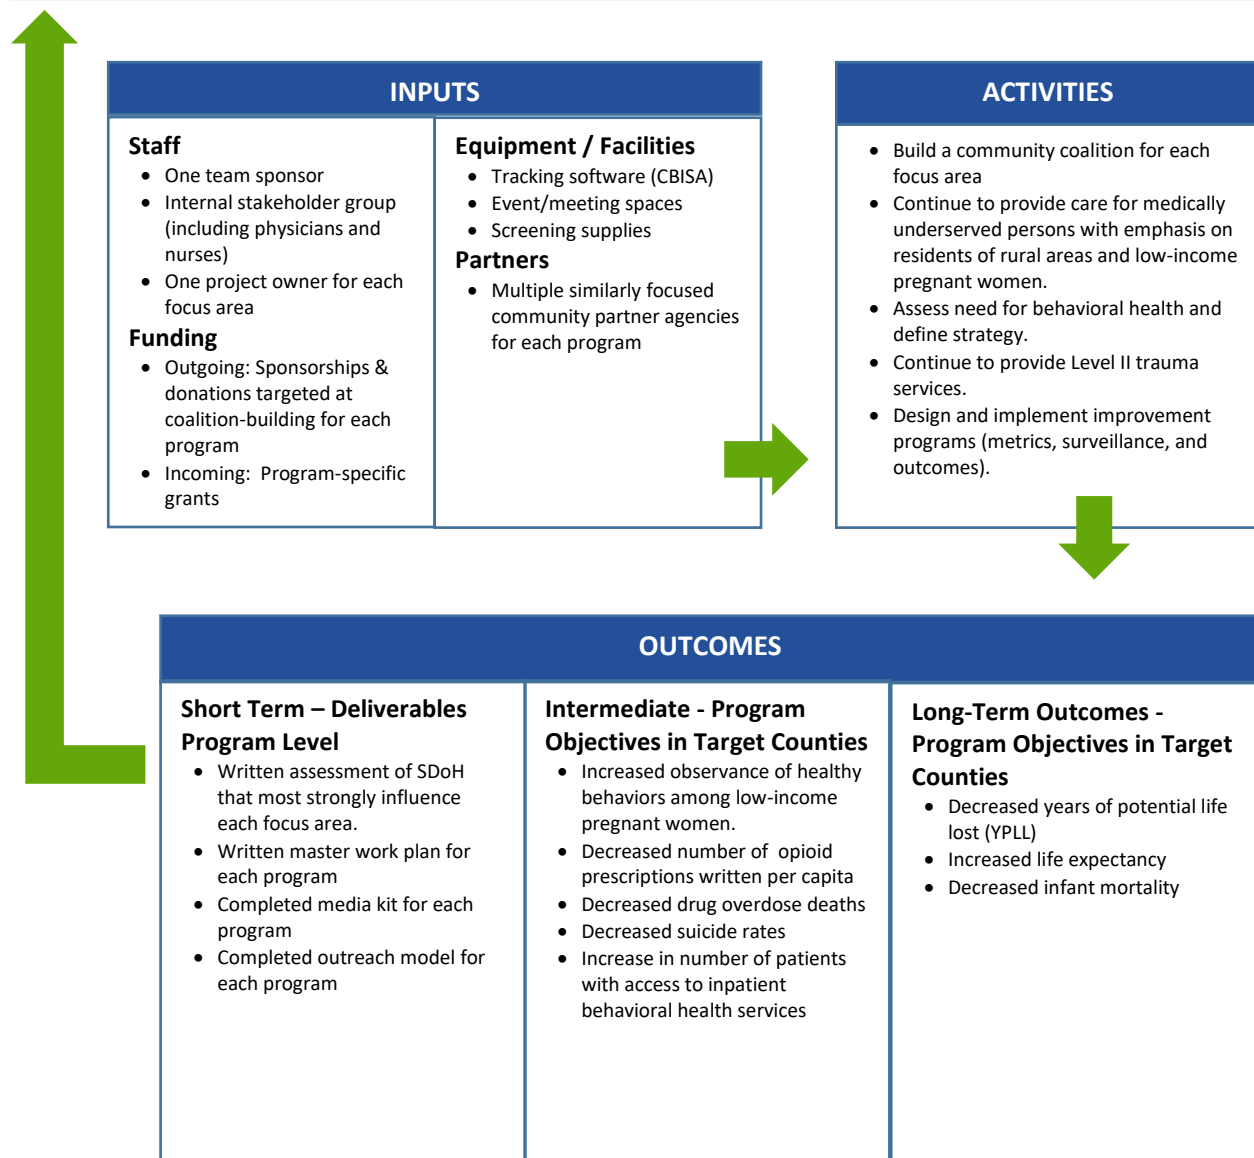 INPUTS
Staff
• One team sponsor
• Internal stakeholder group
(including physicians and
nurses)
• One project owner for each
focus area
Funding
• Outgoing: Sponsorships &
donations targeted at
coalition-building for each
program
• Incoming:  Program-specific
grants
Equipment / Facilities
• Tracking software (CBISA)
• Event/meeting spaces
• Screening supplies
Partners
• Multiple similarly focused
community partner agencies
for each program
ACTIVITIES
• Build a community coalition for each
focus area
• Continue to provide care for medically
underserved persons with emphasis on
residents of rural areas and low-income
pregnant women.
• Assess need for behavioral health and
define strategy.
• Continue to provide Level II trauma
services.
• Design and implement improvement
programs (metrics, surveillance, and
outcomes).
OUTCOMES
Short Term – Deliverables
Program Level
• Written assessment of SDoH
that most strongly influence
each focus area.
• Written master work plan for
each program
• Completed media kit for each
program
• Completed outreach model for
each program
Intermediate - Program
Objectives in Target Counties
• Increased observance of healthy
behaviors among low-income
pregnant women.
• Decreased number of  opioid
prescriptions written per capita
• Decreased drug overdose deaths
• Decreased suicide rates
• Increase in number of patients
with access to inpatient
behavioral health services
Long-Term Outcomes -
Program Objectives in Target
Counties
• Decreased years of potential life
lost (YPLL)
• Increased life expectancy
• Decreased infant mortality